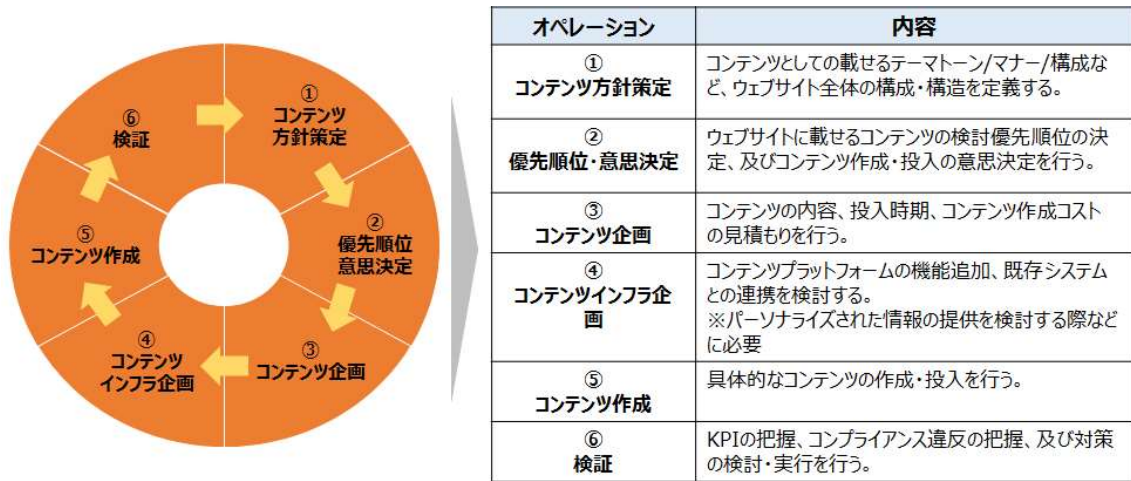 ①
コンテンツ
方針策定
②
優先順位
意思決定
③
コンテンツ企画
④
コンテンツ
インフラ企画
⑤
コンテンツ作成
⑥
検証
オペレーション
内容
①
コンテンツ方針策定
コンテンツとしての載せるテーマトーン/マナー/構成な
ど、ウェブサイト全体の構成・構造を定義する。
②
優先順位・意思決定
ウェブサイトに載せるコンテンツの検討優先順位の決
定、及びコンテンツ作成・投入の意思決定を行う。
③
コンテンツ企画
コンテンツの内容、投入時期、コンテンツ作成コスト
の見積もりを行う。
④
コンテンツインフラ企
画
コンテンツプラットフォームの機能追加、既存システム
との連携を検討する。
※パーソナライズされた情報の提供を検討する際など
に必要
⑤
コンテンツ作成
具体的なコンテンツの作成・投入を行う。
⑥
検証
KPIの把握、コンプライアンス違反の把握、及び対策
の検討・実行を行う。